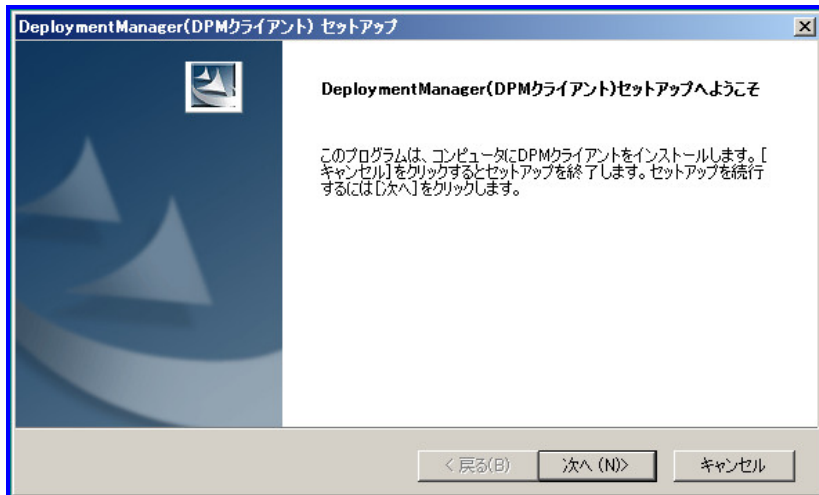 DeploymentManager(DPMクライアント) セットアップ
DeploymentManager(DPMクライアント)セットアップへようこそ
このプログラムは、コンピュータにDPMクライアントをインストールします。[
キャンセル]をクリックするとセットアップを終了します。セットアップを続行
するには[次へ]をクリックします。
< 戻る(B)
次へ (N)>
キャンセル